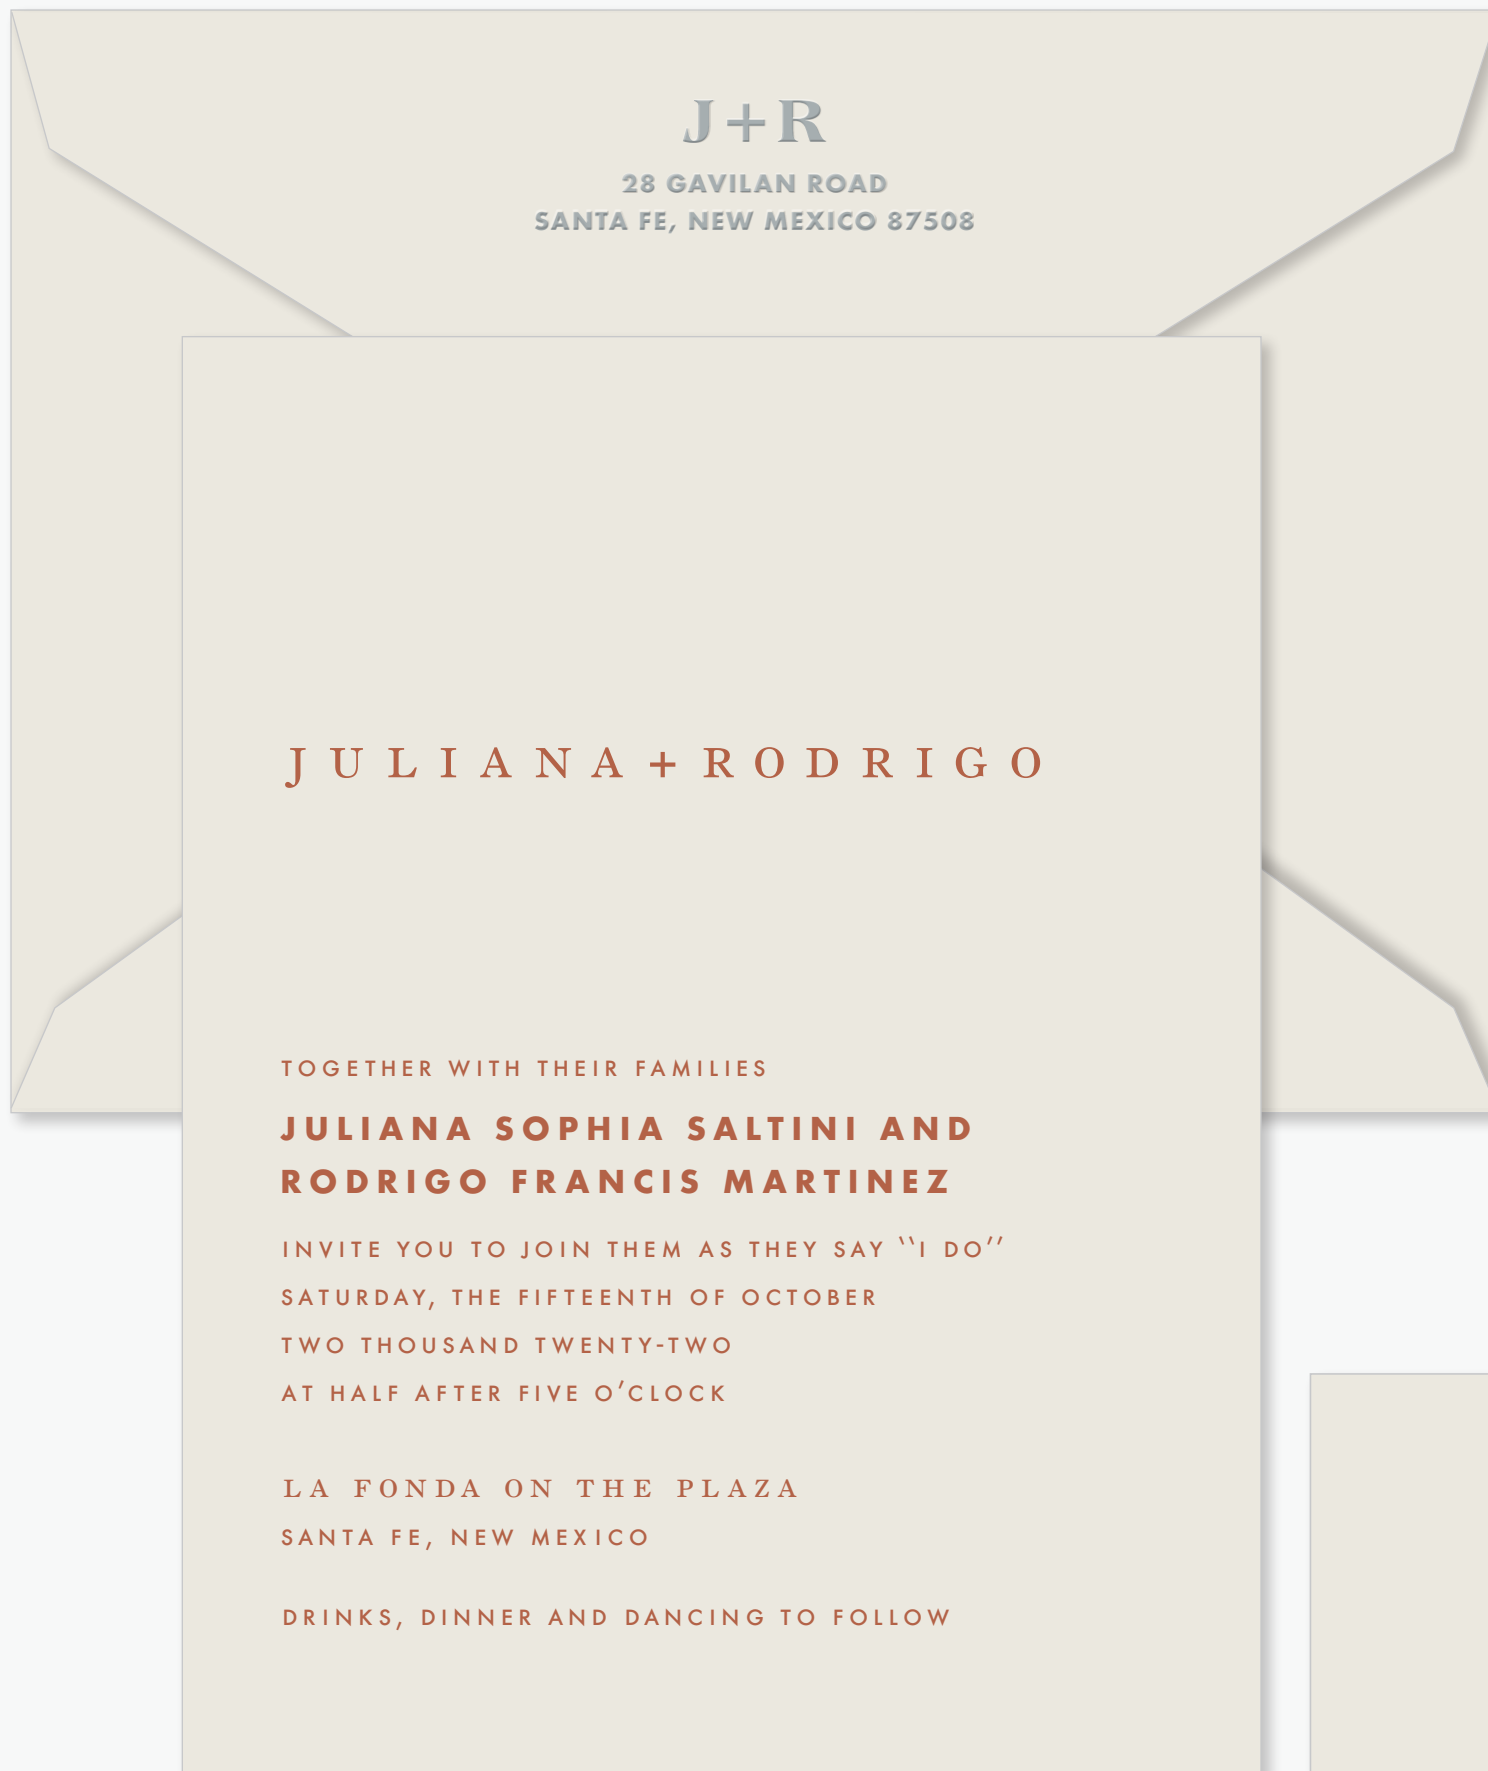 J+R
28 GAVILAN ROAD
SANTA FE, NEW MEXICO 87508
JULIANA+RODRIGO
TOGETHER WITH THEIR FAMILIES
JULIANA SOPHIA SALTINI AND
RODRIGO FRANCIS MARTINEZ
INVITE YOU TO JOIN THEM AS THEY SAY ‘‘I DO’’
SATURDAY, THE FIFTEENTH OF OCTOBER
TWO THOUSAND TWENTY-TWO
AT HALF AFTER FIVE O’CLOCK
LA FONDA ON THE PLAZA
SANTA FE, NEW MEXICO
DRINKS, DINNER AND DANCING TO FOLLOW